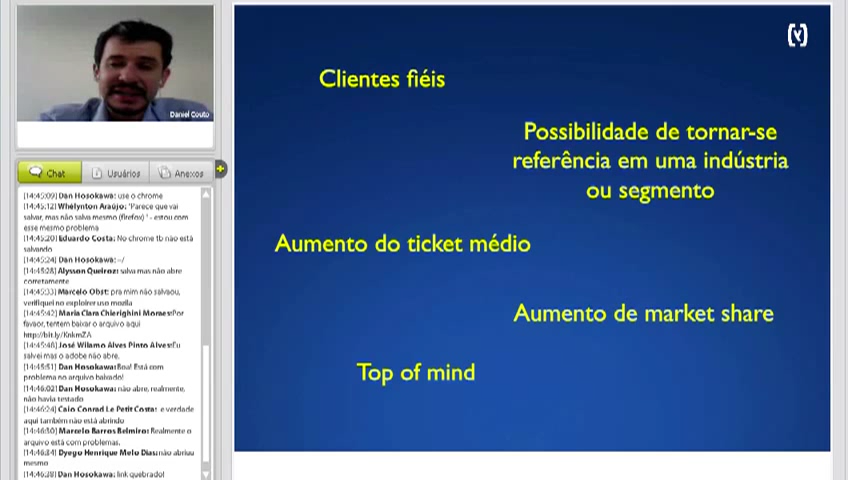 Daniel Couto
Chat
Usuários
Anexos
[14:45:09] Dan Hosokawa: use o chrome
[14:45:12] Whélynton Araújo: 'Parece que vai
salvar, mas não salva mesmo (firefox) ' - estou com
esse mesmo problema
[14:45:20] Eduardo Costa: No chrome tb não está
salvando
[14:45:24] Dan Hosokawa: -/
[14:45:28] Alysson Queiroz: salva mas não abre
corretamente
[14:45:33] Marcelo Obst: pra mim não salvaou,
verifiquei no exploirer uso mozila
[14:45:42] Maria Clara Chierighini Moraes: Por
favaor, tentem baixar o arquivo aqui
[14:45:48] José Wilamo Alves Pinto Alves: Eu
salvei mas o adobe não abre.
[14:45:51] Dan Hosokawa: Boa! Está com
problema no arquivo baixado!
[14:46:02] Dan Hosokawa: não abre, realmente,
não havia testado
[14:46:24] Caio Conrad Le Petit Costa: e verdade
aqui também não está abrindo
[14:46:30] Marcelo Barros Belmiro: Realmente o
arquivo está com problemas.
[14:46:34] Dyego Henrique Melo Dias: não abriuu
mesmo
[14:46:38] Dan Hosokawa: link quebrado!
Clientes fiéis
Possibilidade de tornar-se
referência em uma indústria
ou segmento
Aumento do ticket médio
Aumento de market share
Top of mind